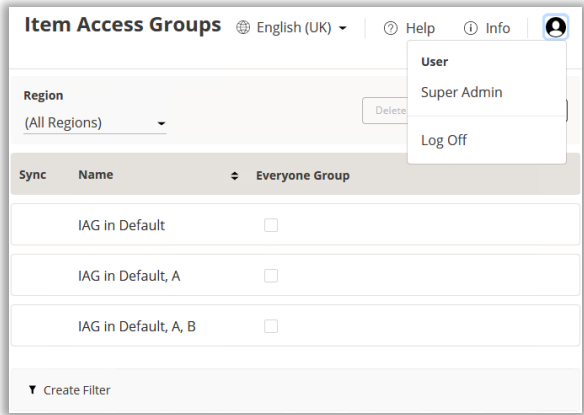 Item Access Groups English (UK) Help Info
User
Super Admin
Log Off
Region
(All Regions)
Delete
Sync Name Everyone Group
IAG in Default
IAG in Default, A
IAG in Default, A, B
Create Filter